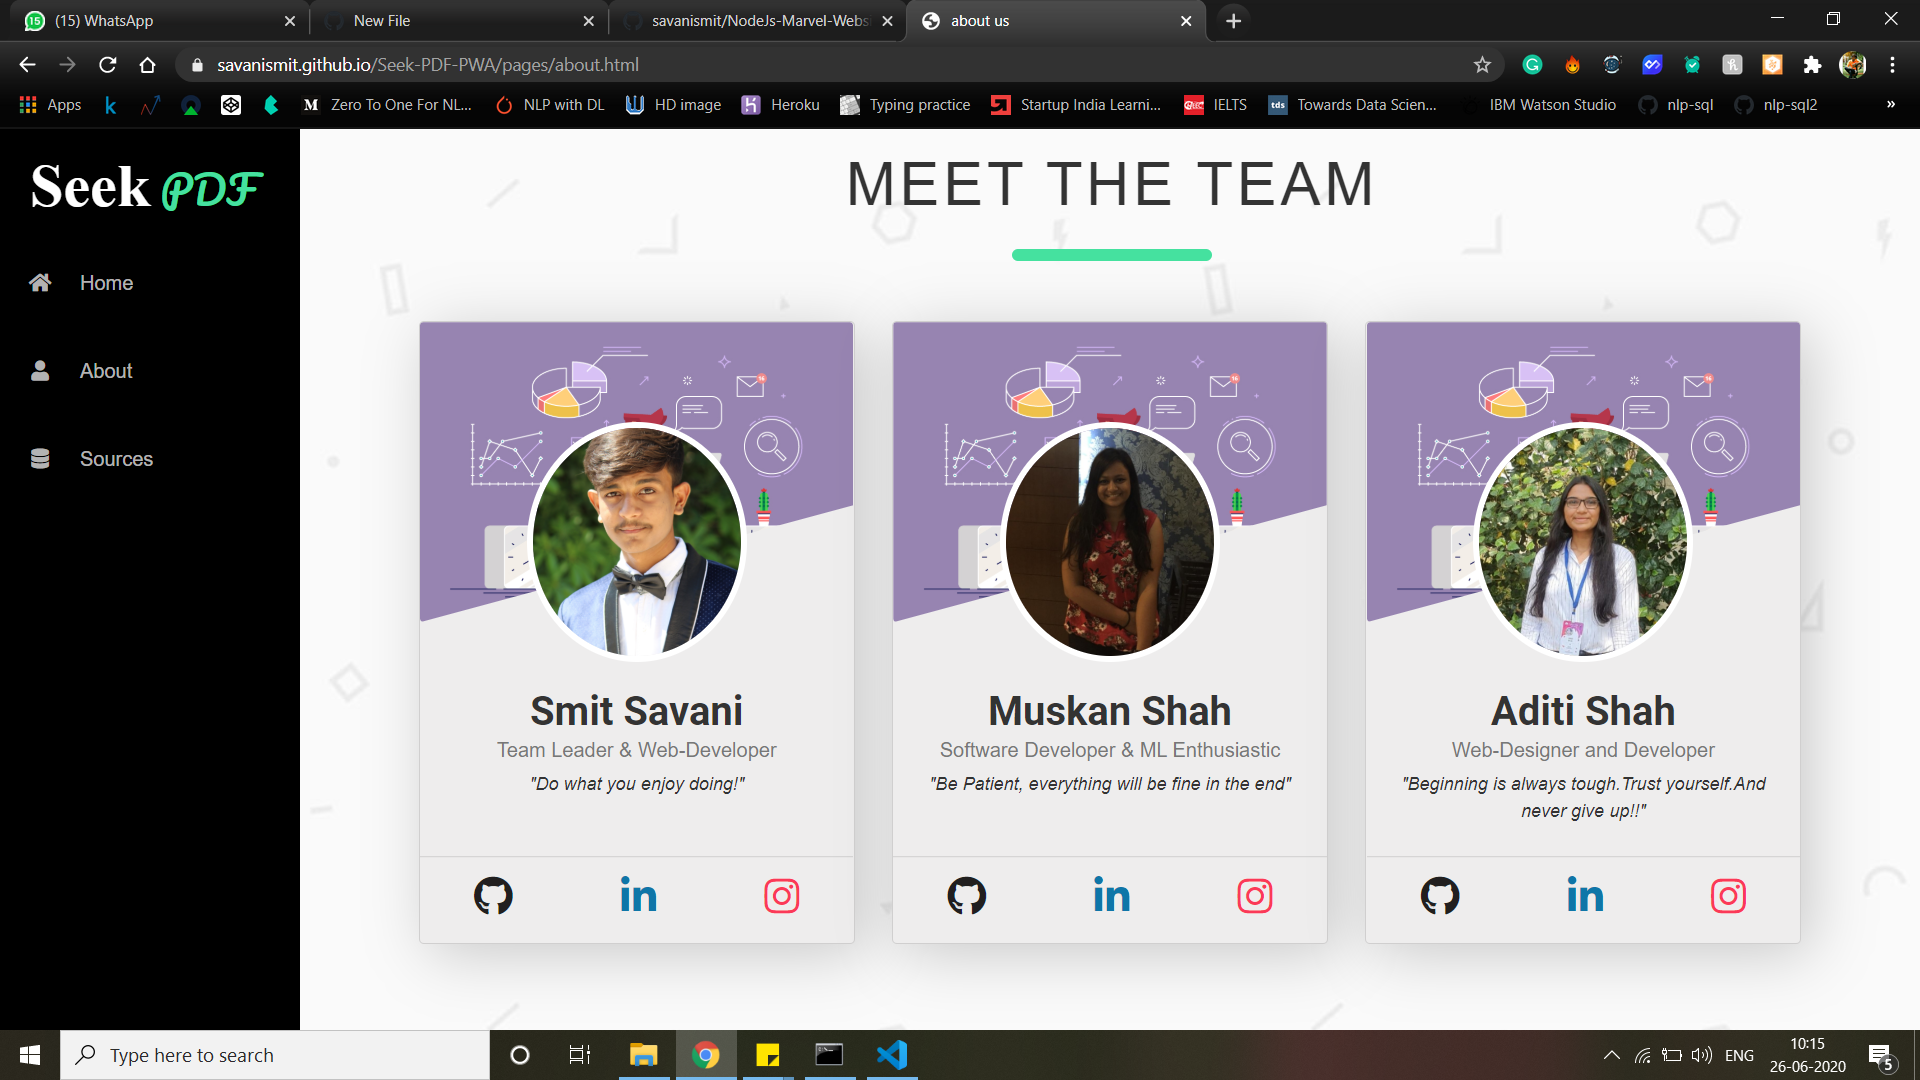 (15) WhatsApp
New File
savanismit/NodeJs-Marvel-Webs
about us
savanismit.github.io/Seek-PDF-PWA/pages/about.html
Apps
Zero To One For NL...
NLP with DL
HD image
Heroku
Typing practice
Startup India Learni...
IELTS
tds
Towards Data Scien...
IBM Watson Studio
nlp-sql
nlp-sql2
»
Seek PDF
Home
About
Sources
MEET THE TEAM
Smit Savani
Team Leader & Web-Developer
"Do what you enjoy doing!"
Muskan Shah
Software Developer & ML Enthusiastic
"Be Patient, everything will be fine in the end"
Aditi Shah
Web-Designer and Developer
"Beginning is always tough.Trust yourself.And
never give up!!"
in
in
in
Type here to search
ENG
10:15
26-06-2020
5